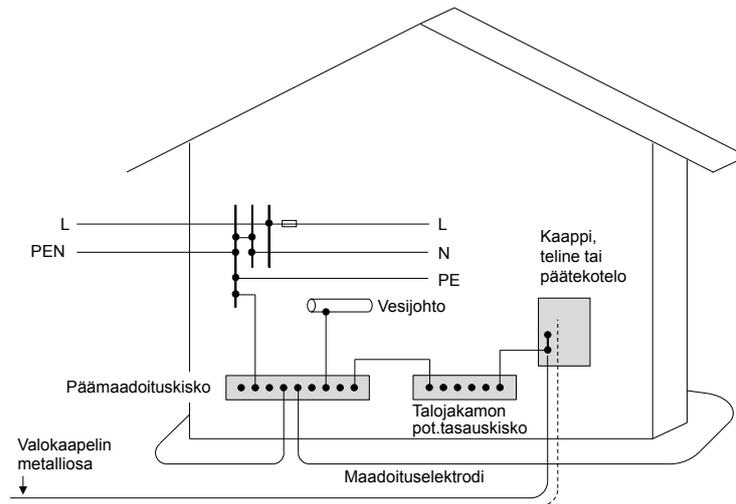 L
L
PEN
N
PE
Kaappi,
teline tai
päätekotelo
Vesijohto
Päämaadoituskisko
Talojakamon
pot.tasauskisko
Valokaapelin
metalliosa
Maadoituselektrodi